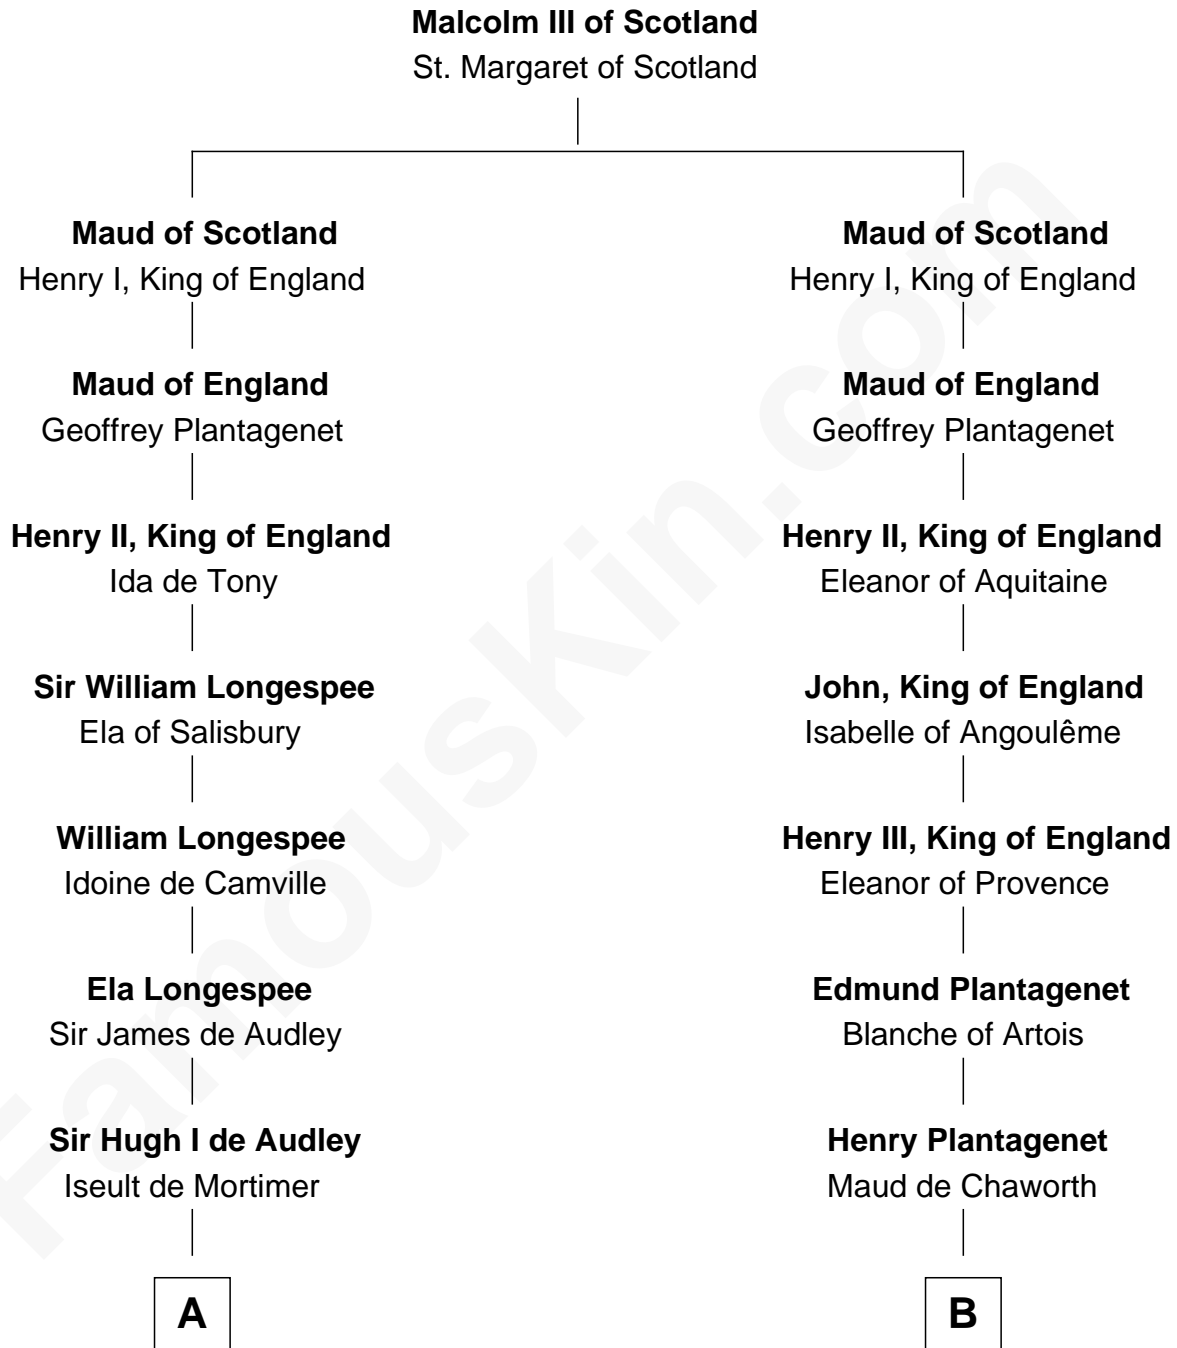 Malcolm III of Scotland
St. Margaret of Scotland
Maud of Scotland
Henry I, King of England
Maud of England
Geoffrey Plantagenet
Henry II, King of England
Ida de Tony
Sir William Longespee
Ela of Salisbury
William Longespee
Idoine de Camville
Ela Longespee
Sir James de Audley
Sir Hugh I de Audley
Iseult de Mortimer
A
Maud of Scotland
Henry I, King of England
Maud of England
Geoffrey Plantagenet
Henry II, King of England
Eleanor of Aquitaine
John, King of England
Isabelle of Angoulême
Henry III, King of England
Eleanor of Provence
Edmund Plantagenet
Blanche of Artois
Henry Plantagenet
Maud de Chaworth
B
FamousKin.com